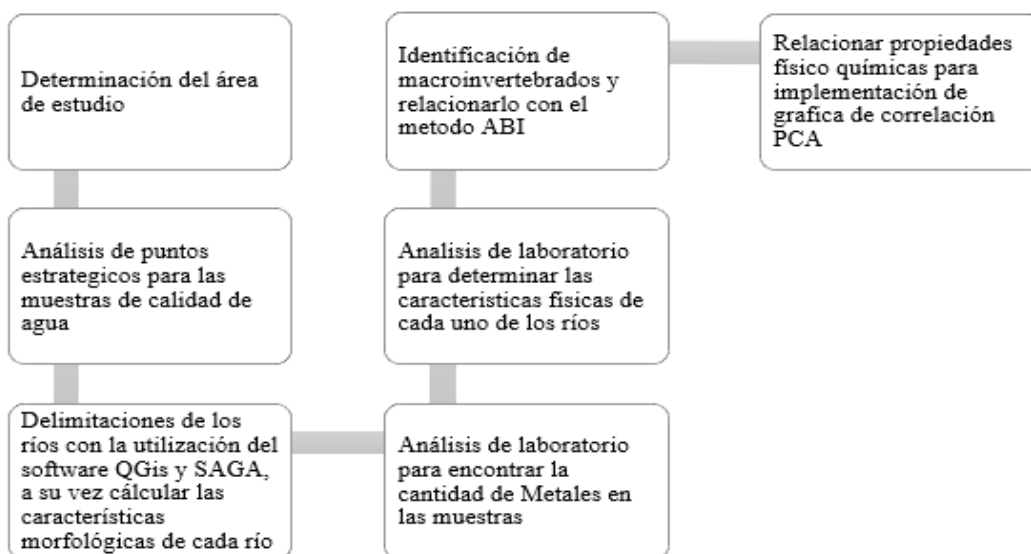 Determinación del área
de estudio
Análisis de puntos
estrategicos para las
muestras de calidad de
agua
Delimitaciones de los
ríos con la utilización del
software QGis y SAGA,
a su vez cálcular las
características
morfológicas de cada río
Análisis de laboratorio
para encontrar la
cantidad de Metales en
las muestras
Analisis de laboratorio
para determinar las
caracteristicas físicas de
cada uno de los ríos
Identificación de
macroinvertebrados y
relacionarlo con el
metodo ABI
Relacionar propiedades
físico químicas para
implementación de
grafica de correlación
PCA